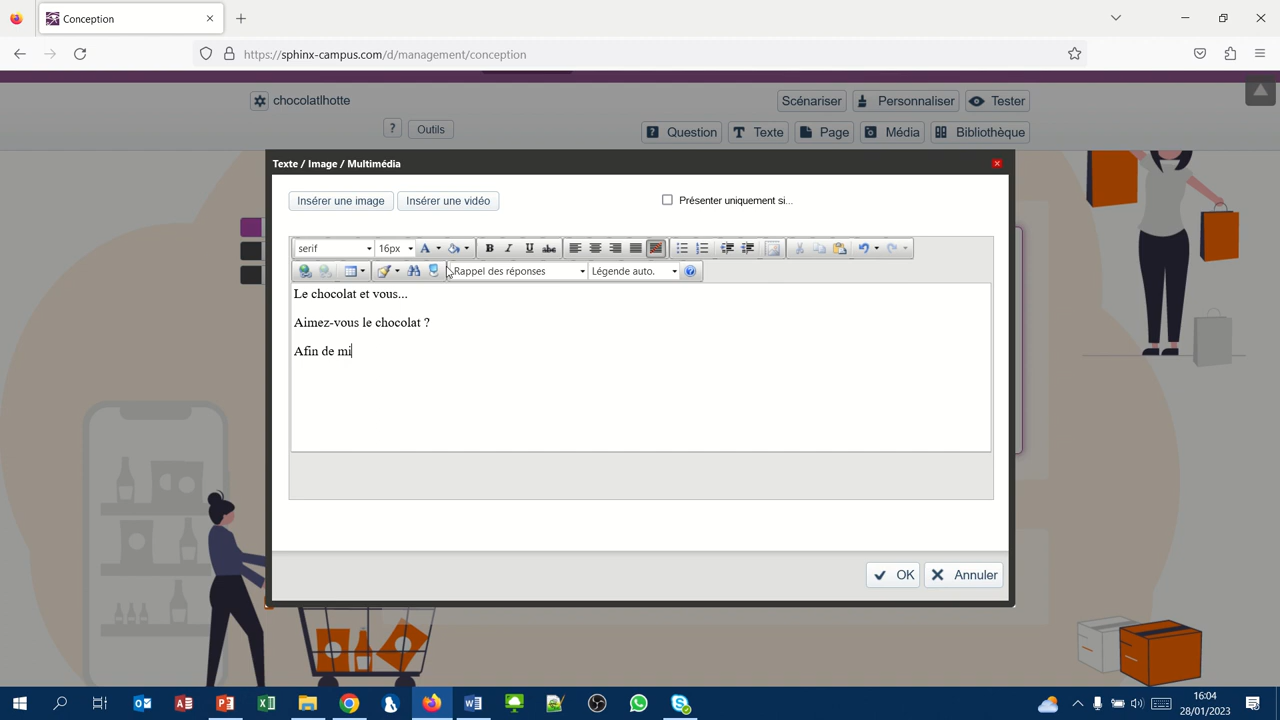 Conception
https://sphinx-campus.com/d/management/conception
chocolatlhotte
Scénariser Personnaliser Tester
? Outils
Question Texte Page Média Bibliothèque
Texte / Image / Multimédia
Insérer une image Insérer une vidéo Présenter uniquement si...
serif 16px A B I U abc
Rappel des réponses Légende auto.
Le chocolat et vous...
Aimez-vous le chocolat ?
Afin de mi
OK Annuler
16:04
28/01/2023